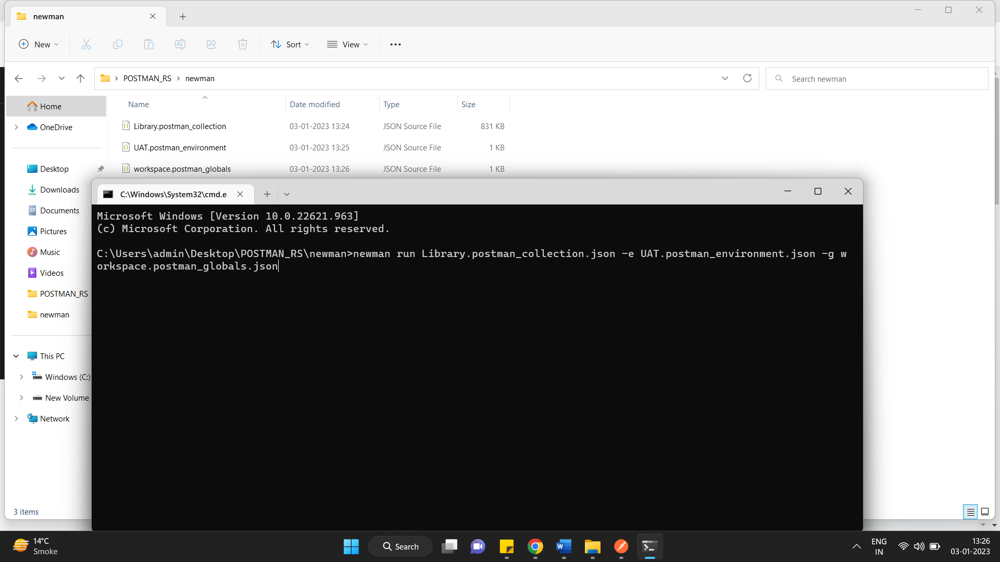 newman
New
Sort
View
POSTMAN_RS
newman
Search newman
Name
Date modified
Type
Size
Library.postman_collection
03-01-2023 13:24
JSON Source File
831 KB
UAT.postman_environment
03-01-2023 13:25
JSON Source File
1 KB
workspace.postman_globals
03-01-2023 13:26
JSON Source File
1 KB
Home
OneDrive
Desktop
Downloads
Documents
Pictures
Music
Videos
POSTMAN_RS
newman
This PC
Windows (C:)
New Volume
Network
3 items
C:\Windows\System32\cmd.e
Microsoft Windows [Version 10.0.22621.963]
(c) Microsoft Corporation. All rights reserved.
C:\Users\admin\Desktop\POSTMAN_RS\newman>newman run Library.postman_collection.json -e UAT.postman_environment.json -g w
orkspace.postman_globals.json
14°C
Smoke
Search
ENG
IN
13:26
03-01-2023